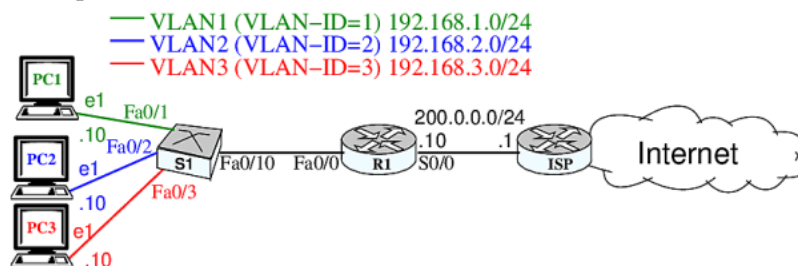 VLAN1 (VLAN-ID=1) 192.168.1.0/24
VLAN2 (VLAN-ID=2) 192.168.2.0/24
VLAN3 (VLAN-ID=3) 192.168.3.0/24
PC1
e1
Fa0/1
.10
PC2
e1
Fa0/2
.10
PC3
e1
Fa0/3
.10
S1
Fa0/10
Fa0/0
R1
200.0.0.0/24
.10
S0/0
.1
ISP
Internet